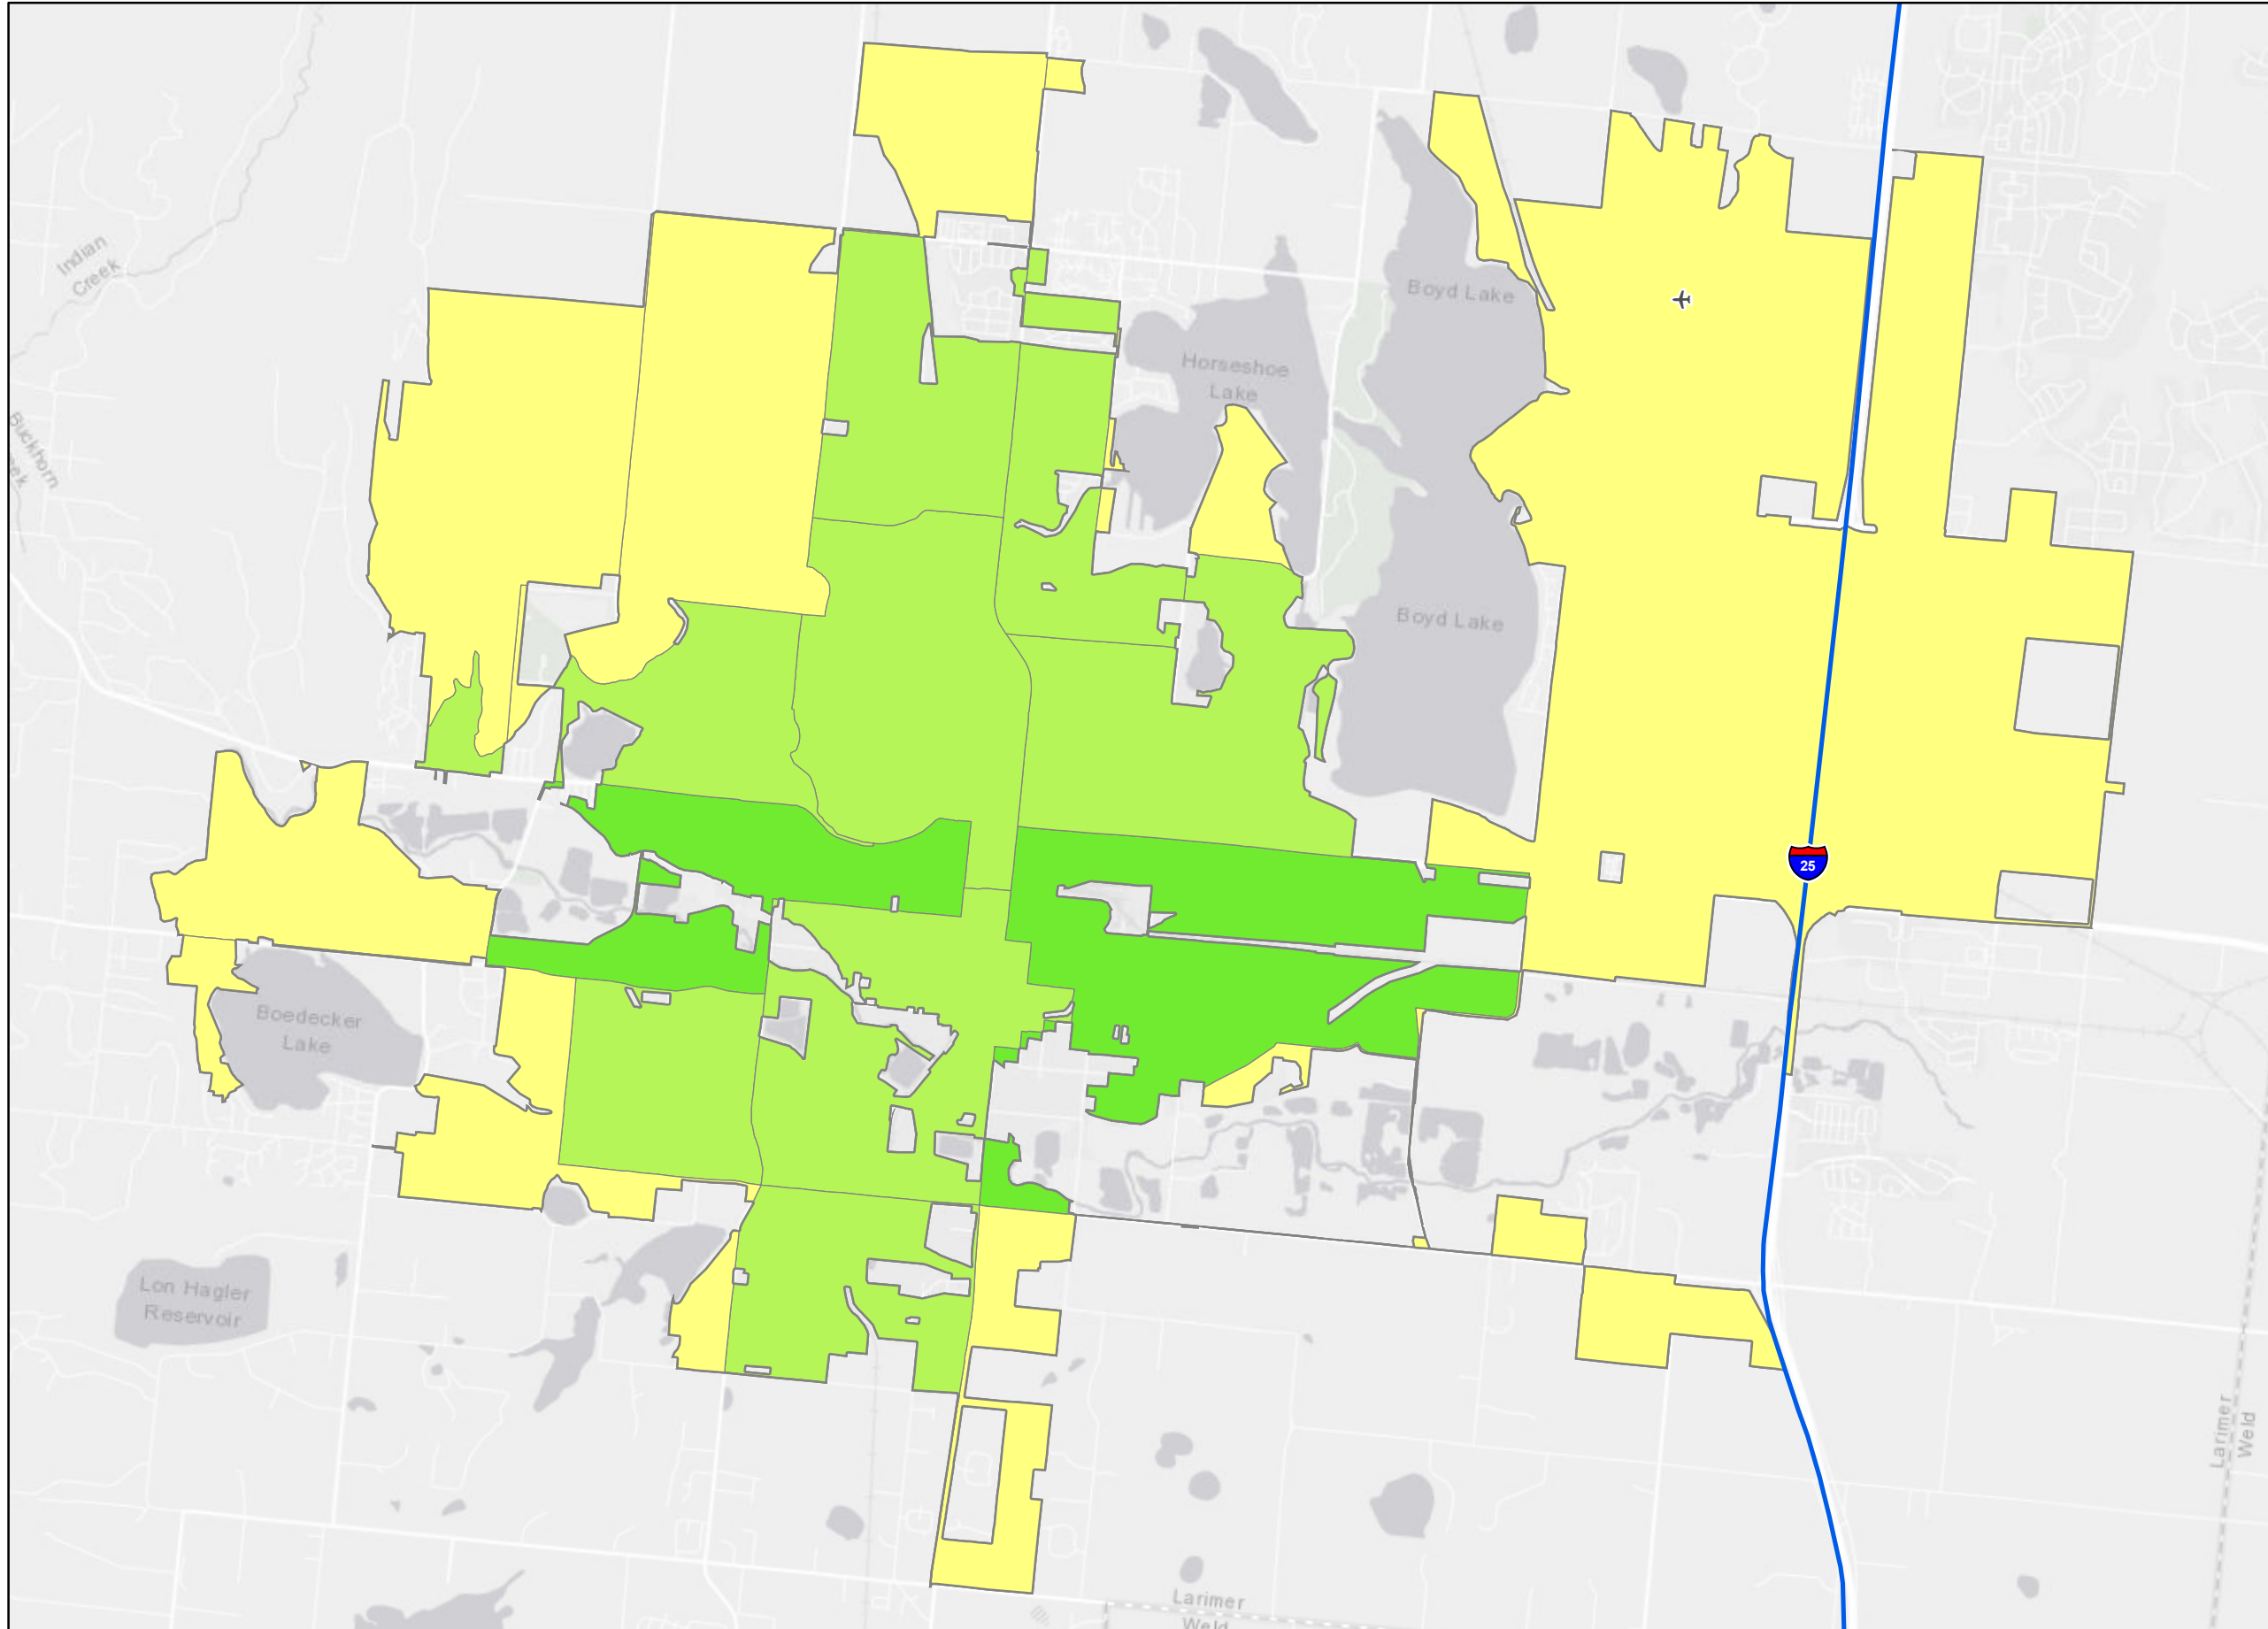 Indian
Creek
Buckhorn
Boyd Lake
Horseshoe
Lake
Boyd Lake
25
Boedecker
Lake
Lon Hagler
Reservoir
Larimer
Weld
Larimer
Weld